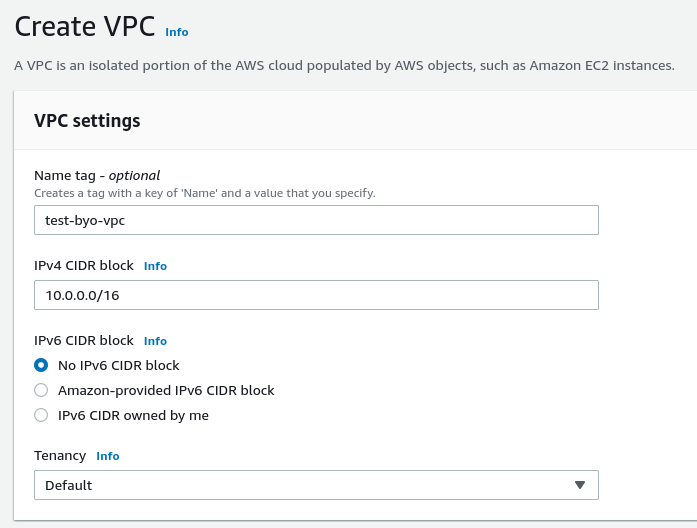 Create VPC Info
A VPC is an isolated portion of the AWS cloud populated by AWS objects, such as Amazon EC2 instances.
VPC settings
Name tag - optional
Creates a tag with a key of 'Name' and a value that you specify.
test-byo-vpc
IPv4 CIDR block Info
10.0.0.0/16
IPv6 CIDR block Info
No IPv6 CIDR block
Amazon-provided IPv6 CIDR block
IPv6 CIDR owned by me
Tenancy Info
Default